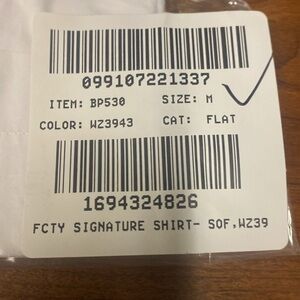 099107221337
ITEM: BP530 SIZE: M
COLOR: WZ3943 CAT: FLAT
1694324826
FCTY SIGNATURE SHIRT- SOF,WZ39